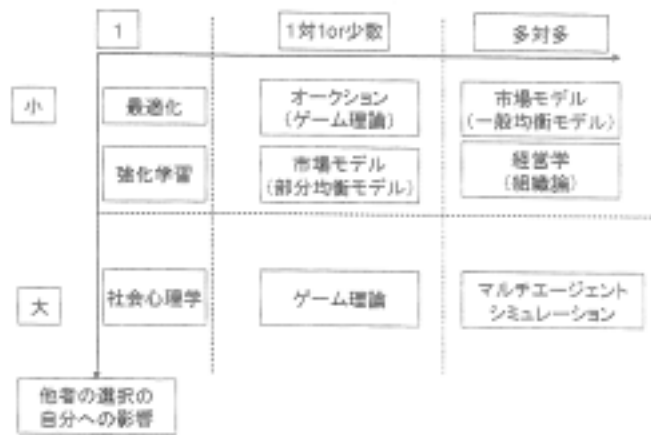 1
1対1or少数
多対多
小
最適化
オークション
(ゲーム理論)
市場モデル
(一般均衡モデル)
強化学習
市場モデル
(部分均衡モデル)
経営学
(組織論)
大
社会心理学
ゲーム理論
マルチエージェント
シミュレーション
他者の選択の
自分への影響